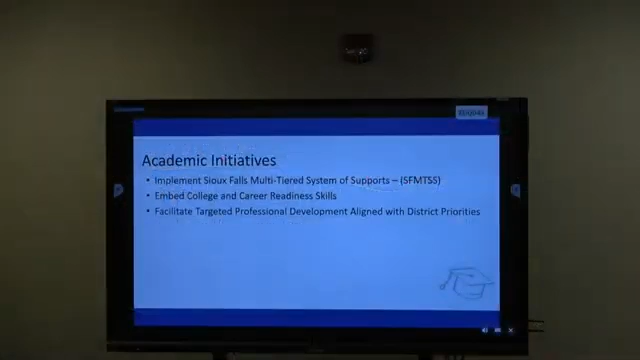 Academic Initiatives
• Implement Sioux Falls Multi-Tiered System of Supports – (SFMTSS)
• Embed College and Career Readiness Skills
• Facilitate Targeted Professional Development Aligned with District Priorities